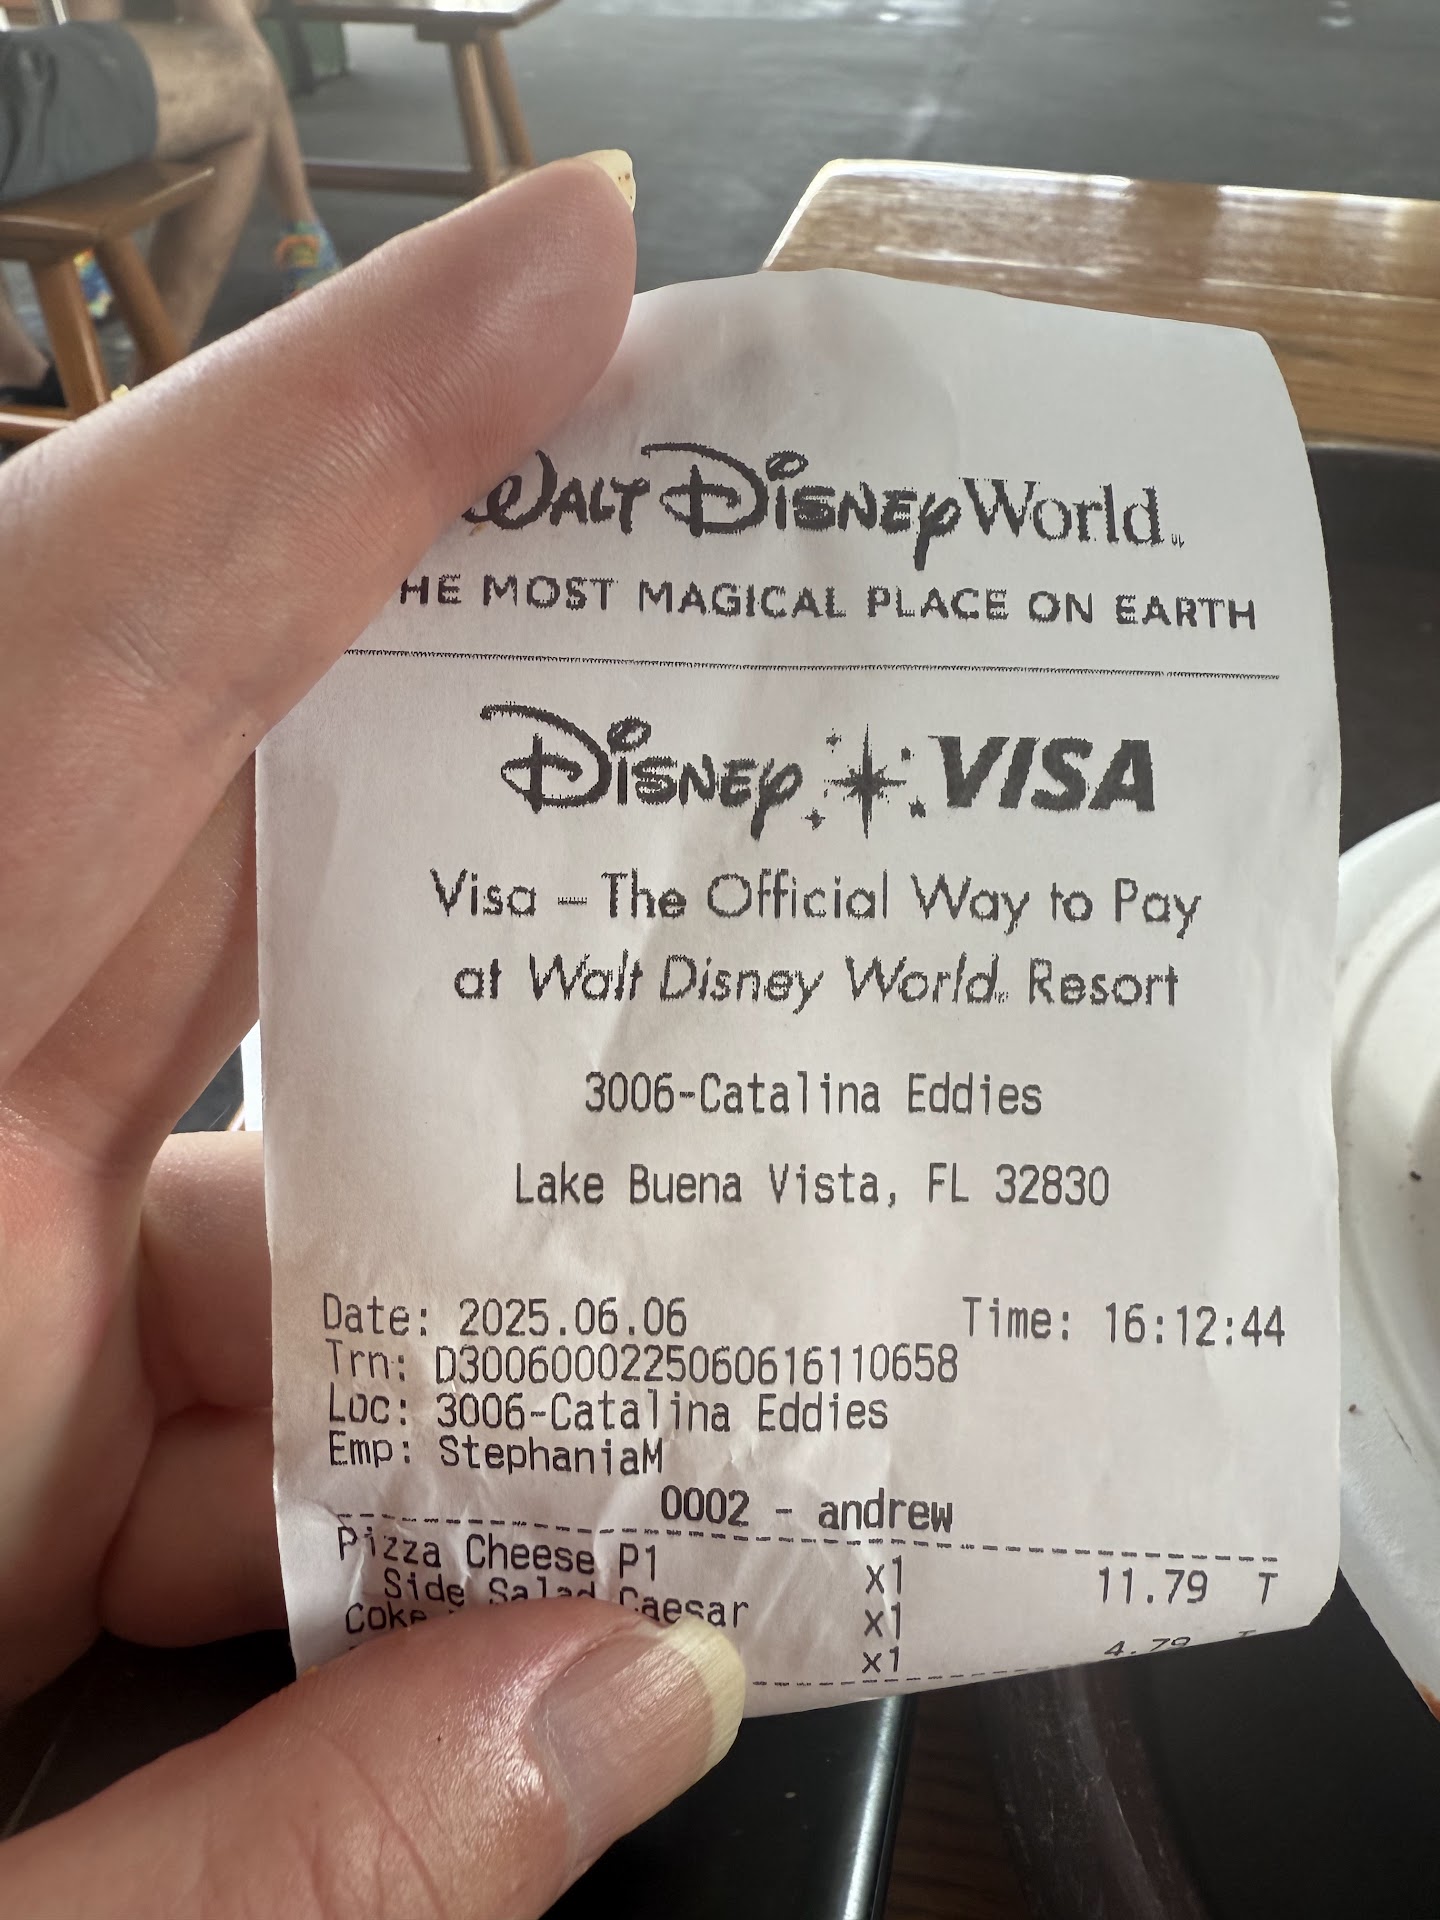 WALT DISNEY World
HE MOST MAGICAL PLACE ON EARTH
DISNEY VISA
Visa – The Official Way to Pay
at Walt Disney World Resort
3006-Catalina Eddies
Lake Buena Vista, FL 32830
Date: 2025.06.06 Time: 16:12:44
Trn: D3006000225060616110658
Loc: 3006-Catalina Eddies
Emp: StephaniaM
0002 - andrew
Pizza Cheese P1 x1 11.79 T
Side Salad Caesar x1
Coke x1 4.79